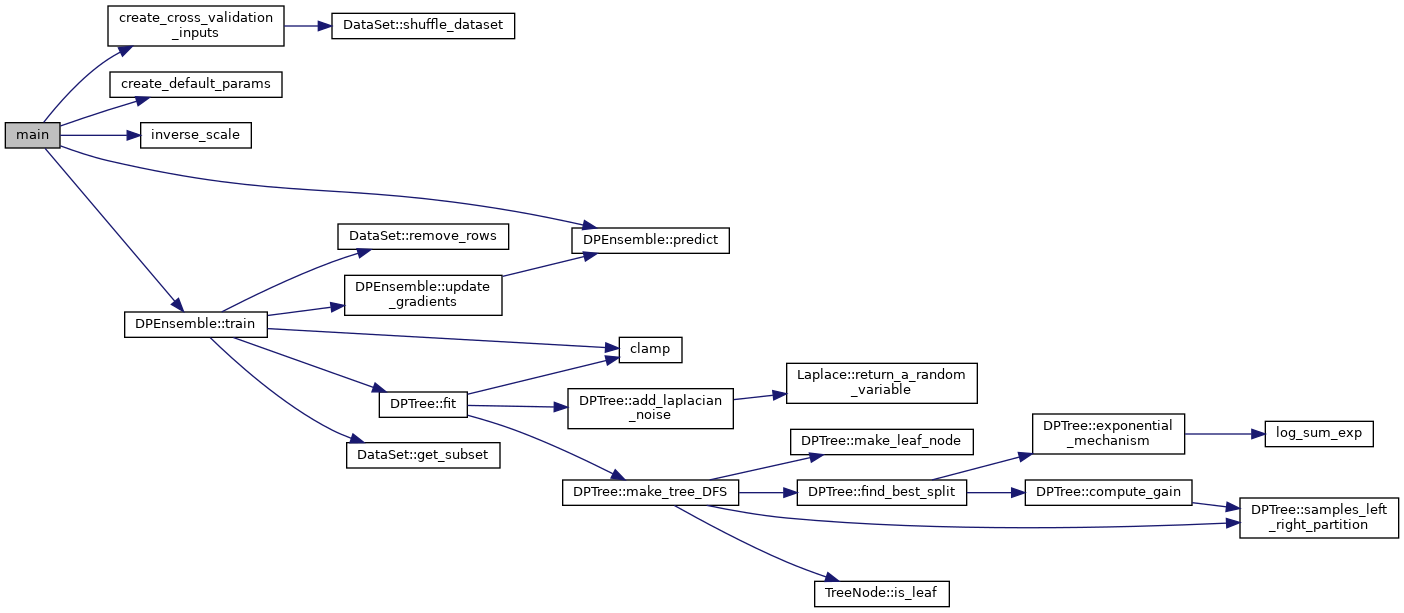 create_cross_validation
_inputs
DataSet::shuffle_dataset
create_default_params
main
inverse_scale
DataSet::remove_rows
DPEnsemble::predict
DPEnsemble::update
_gradients
DPEnsemble::train
clamp
Laplace::return_a_random
_variable
DPTree::fit
DPTree::add_laplacian
_noise
DPTree::exponential
_mechanism
log_sum_exp
DPTree::make_leaf_node
DataSet::get_subset
DPTree::make_tree_DFS
DPTree::find_best_split
DPTree::compute_gain
DPTree::samples_left
_right_partition
TreeNode::is_leaf